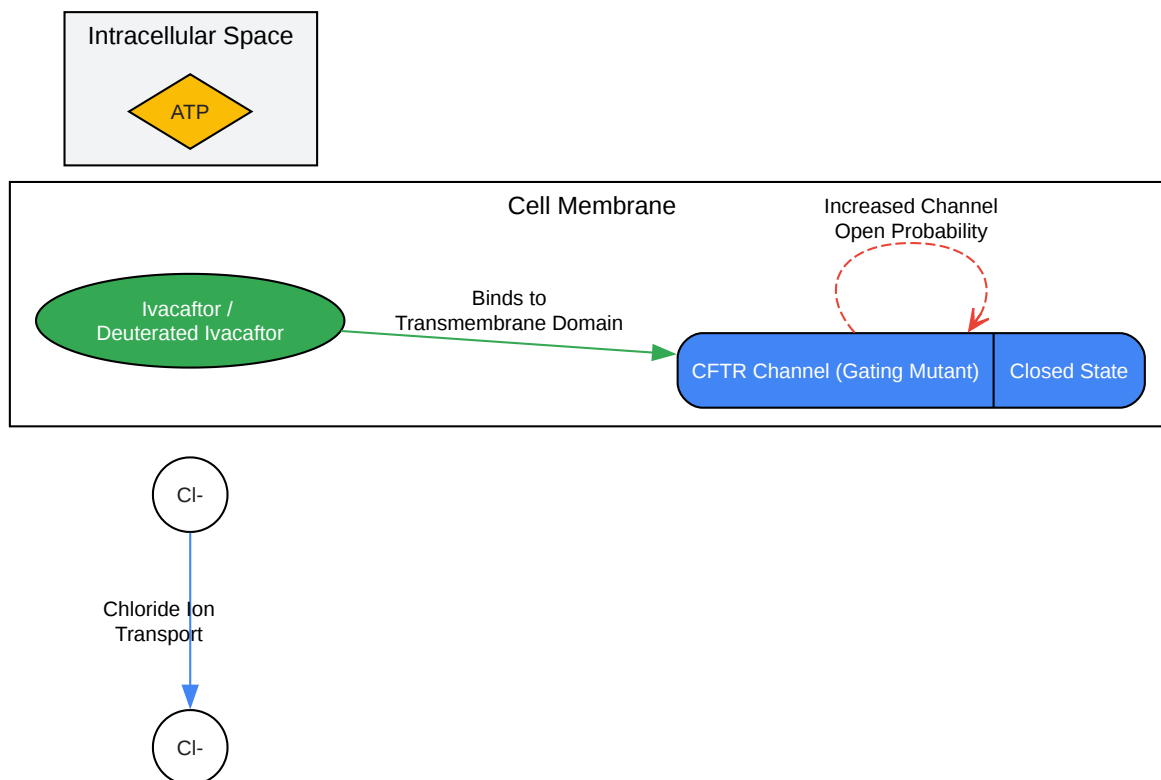 Intracellular Space
ATP
Cell Membrane
Increased Channel
Open Probability
Ivacaftor /
Deuterated Ivacaftor
Binds to
Transmembrane Domain
CFTR Channel (Gating Mutant)
Closed State
Cl-
Chloride Ion
Transport
Cl-